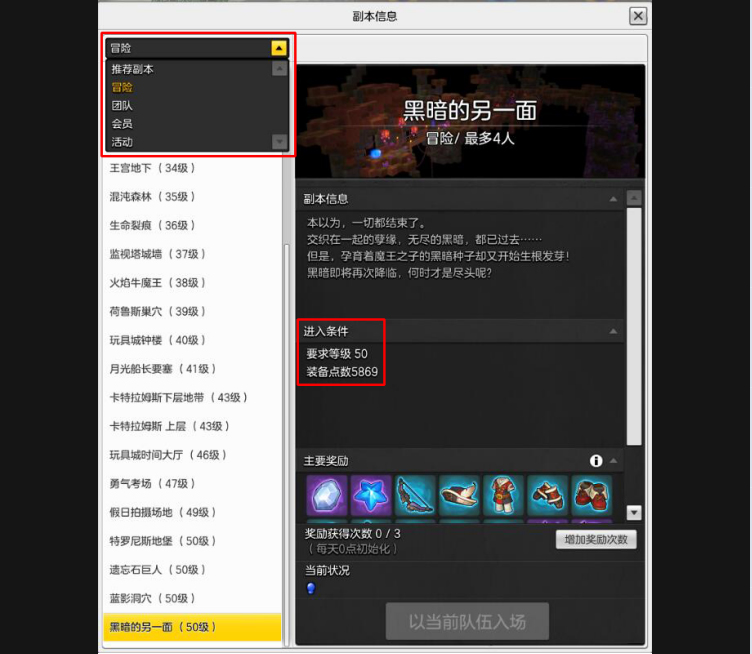 副本信息
冒险
推荐副本
冒险
团队
会员
活动
王宫地下（34级）
混沌森林（35级）
生命裂痕（36级）
监视塔城墙（37级）
火焰牛魔王（38级）
荷鲁斯巢穴（39级）
玩具城钟楼（40级）
月光船长要塞（41级）
卡特拉姆斯下层地带（43级）
卡特拉姆斯 上层（43级）
玩具城时间大厅（46级）
勇气考场（47级）
假日拍摄场地（49级）
特罗尼斯地堡（50级）
遗忘石巨人（50级）
蓝影洞穴（50级）
黑暗的另一面（50级）
黑暗的另一面
冒险/ 最多4人
副本信息
本以为，一切都结束了。
交织在一起的孽缘，无尽的黑暗，都已过去……
但是，孕育着魔王之子的黑暗种子却又开始生根发芽！
黑暗即将再次降临，何时才是尽头呢？
进入条件
要求等级 50
装备点数5869
主要奖励
奖励获得次数 0 / 3
（每天0点初始化）
增加奖励次数
当前状况
以当前队伍入场